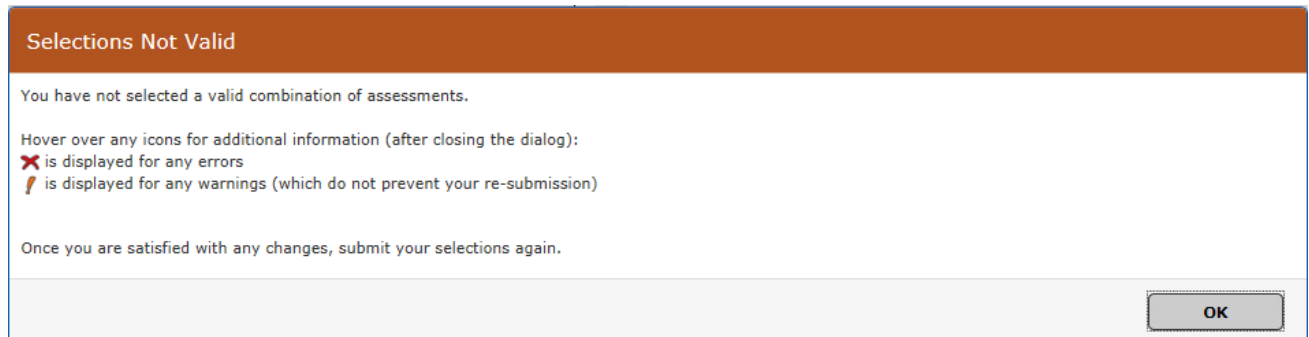 Selections Not Valid
You have not selected a valid combination of assessments.
Hover over any icons for additional information (after closing the dialog):
is displayed for any errors
is displayed for any warnings (which do not prevent your re-submission)
Once you are satisfied with any changes, submit your selections again.
OK